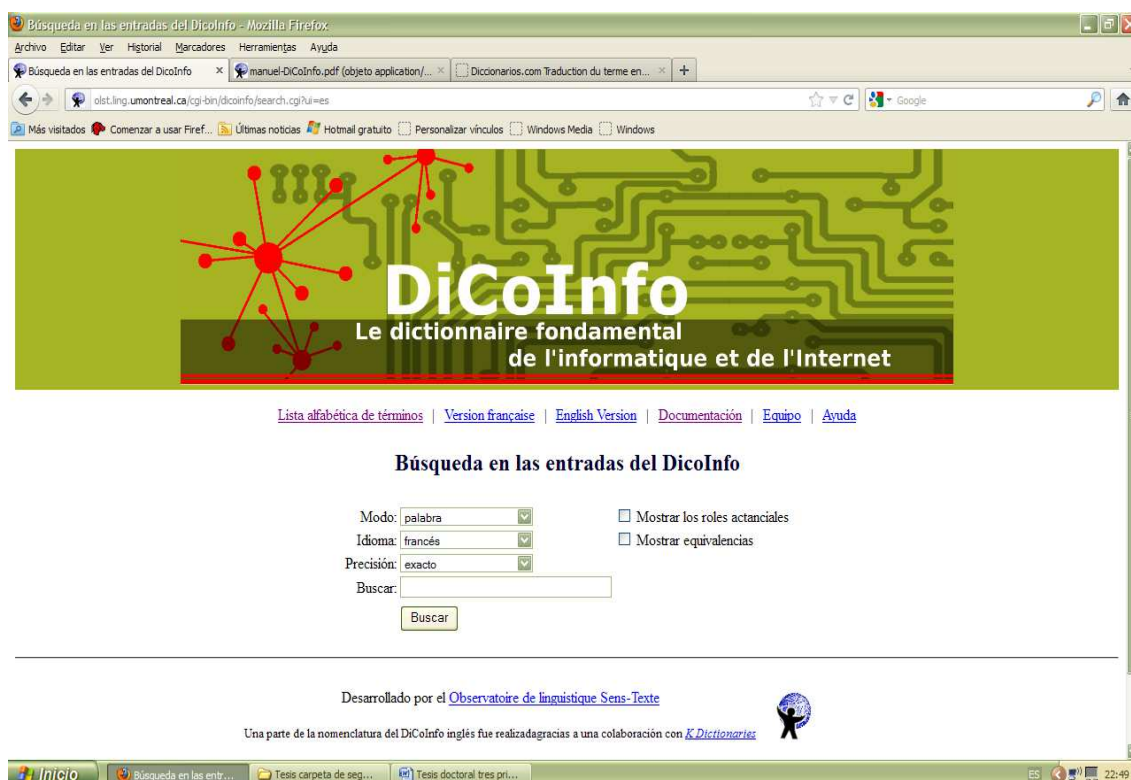 Búsqueda en las entradas del DicoInfo - Mozilla Firefox
Archivo Editar Ver Historial Marcadores Herramientas Ayuda
Búsqueda en las entradas del DicoInfo × manuel-DiCoInfo.pdf (objeto application/... × Diccionarios.com Traduction du terme en... × +
olst.ling.umontreal.ca/cgi-bin/dicoinfo/search.cgi?ui=es Google
Más visitados Comenzar a usar Firef... Últimas noticias Hotmail gratuito Personalizar vínculos Windows Media Windows
DiCoInfo
Le dictionnaire fondamental
de l'informatique et de l'Internet
Lista alfabética de términos | Version française | English Version | Documentación | Equipo | Ayuda
Búsqueda en las entradas del DicoInfo
Modo: palabra Mostrar los roles actanciales
Idioma: francés Mostrar equivalencias
Precisión: exacto
Buscar:
Buscar
Desarrollado por el Observatoire de linguistique Sens-Texte
Una parte de la nomenclatura del DiCoInfo inglés fue realizadagracias a una colaboración con K Dictionaries
Inicio Búsqueda en las entr... Tesis carpeta de seg... Tesis doctoral tres pri... ES 22:49